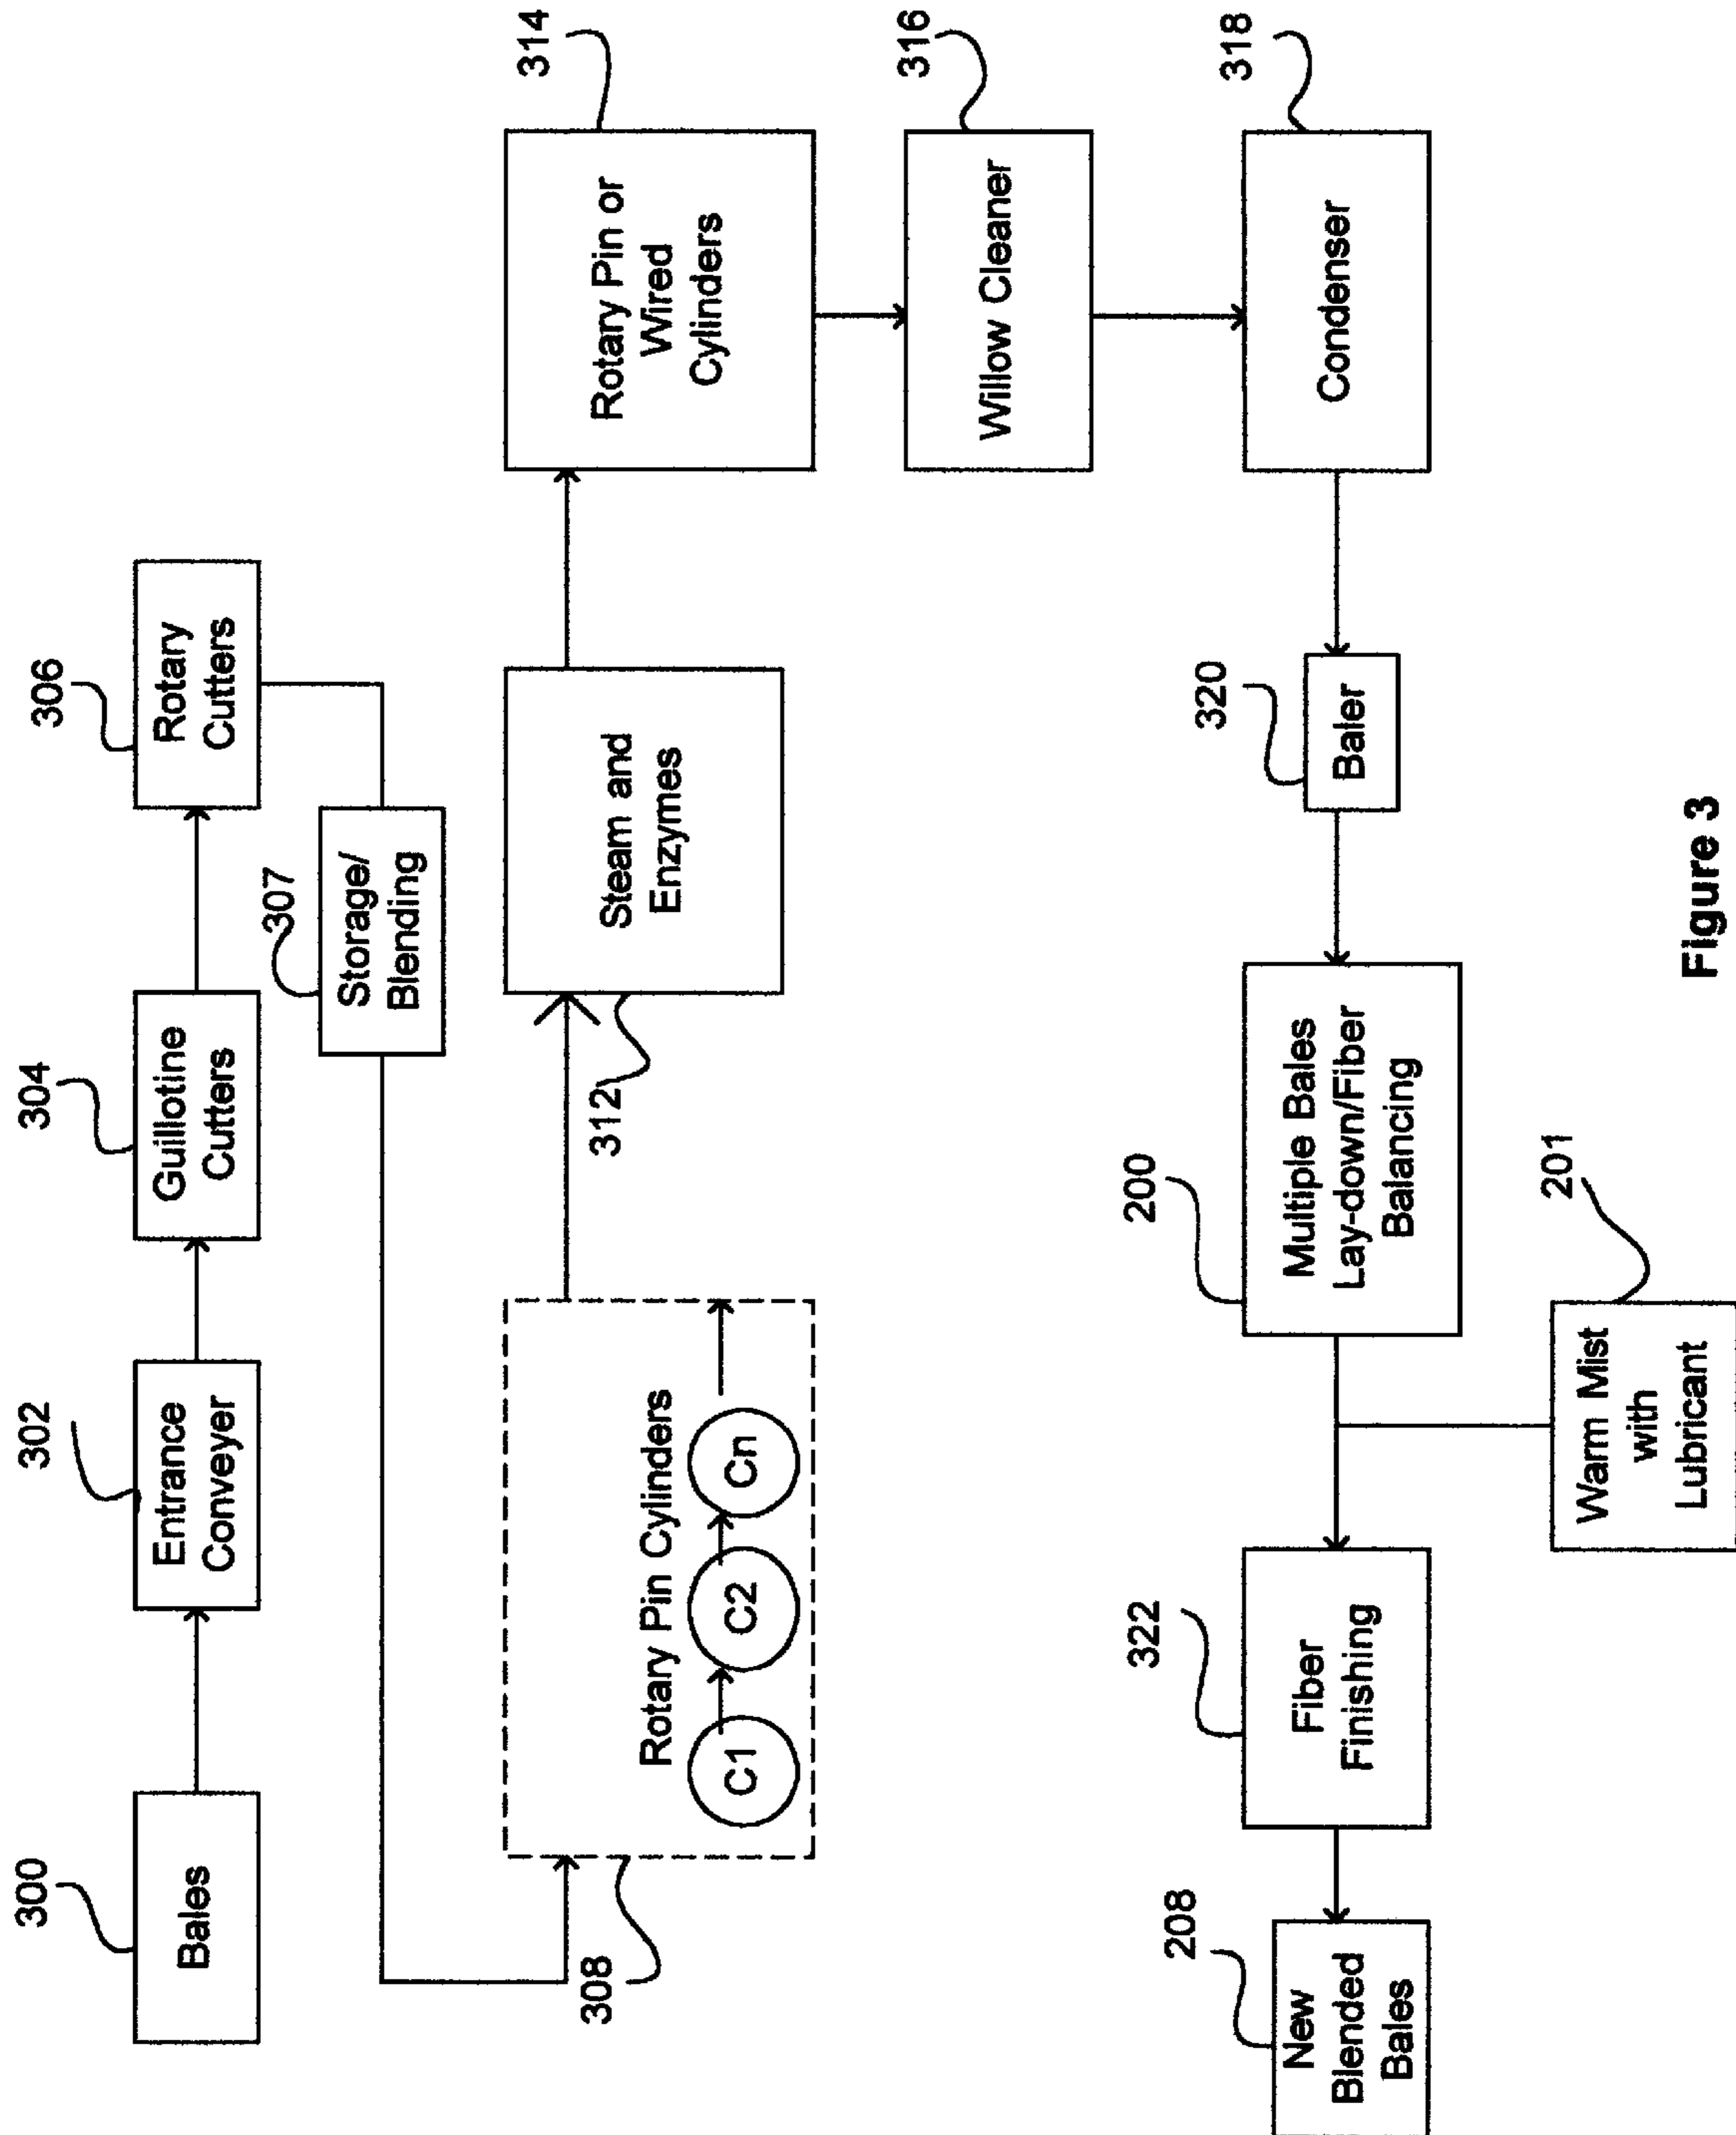 300
Bales
302
Entrance
Conveyer
304
Guillotine
Cutters
306
Rotary
Cutters
307
Storage/
Blending
308
Rotary Pin Cylinders
C1
C2
Cn
312
Steam and
Enzymes
314
Rotary Pin or
Wired
Cylinders
316
Willow Cleaner
318
Condenser
320
Baler
200
Multiple Bales
Lay-down/Fiber
Balancing
201
Warm Mist
with
Lubricant
322
Fiber
Finishing
208
New
Blended
Bales
Figure 3